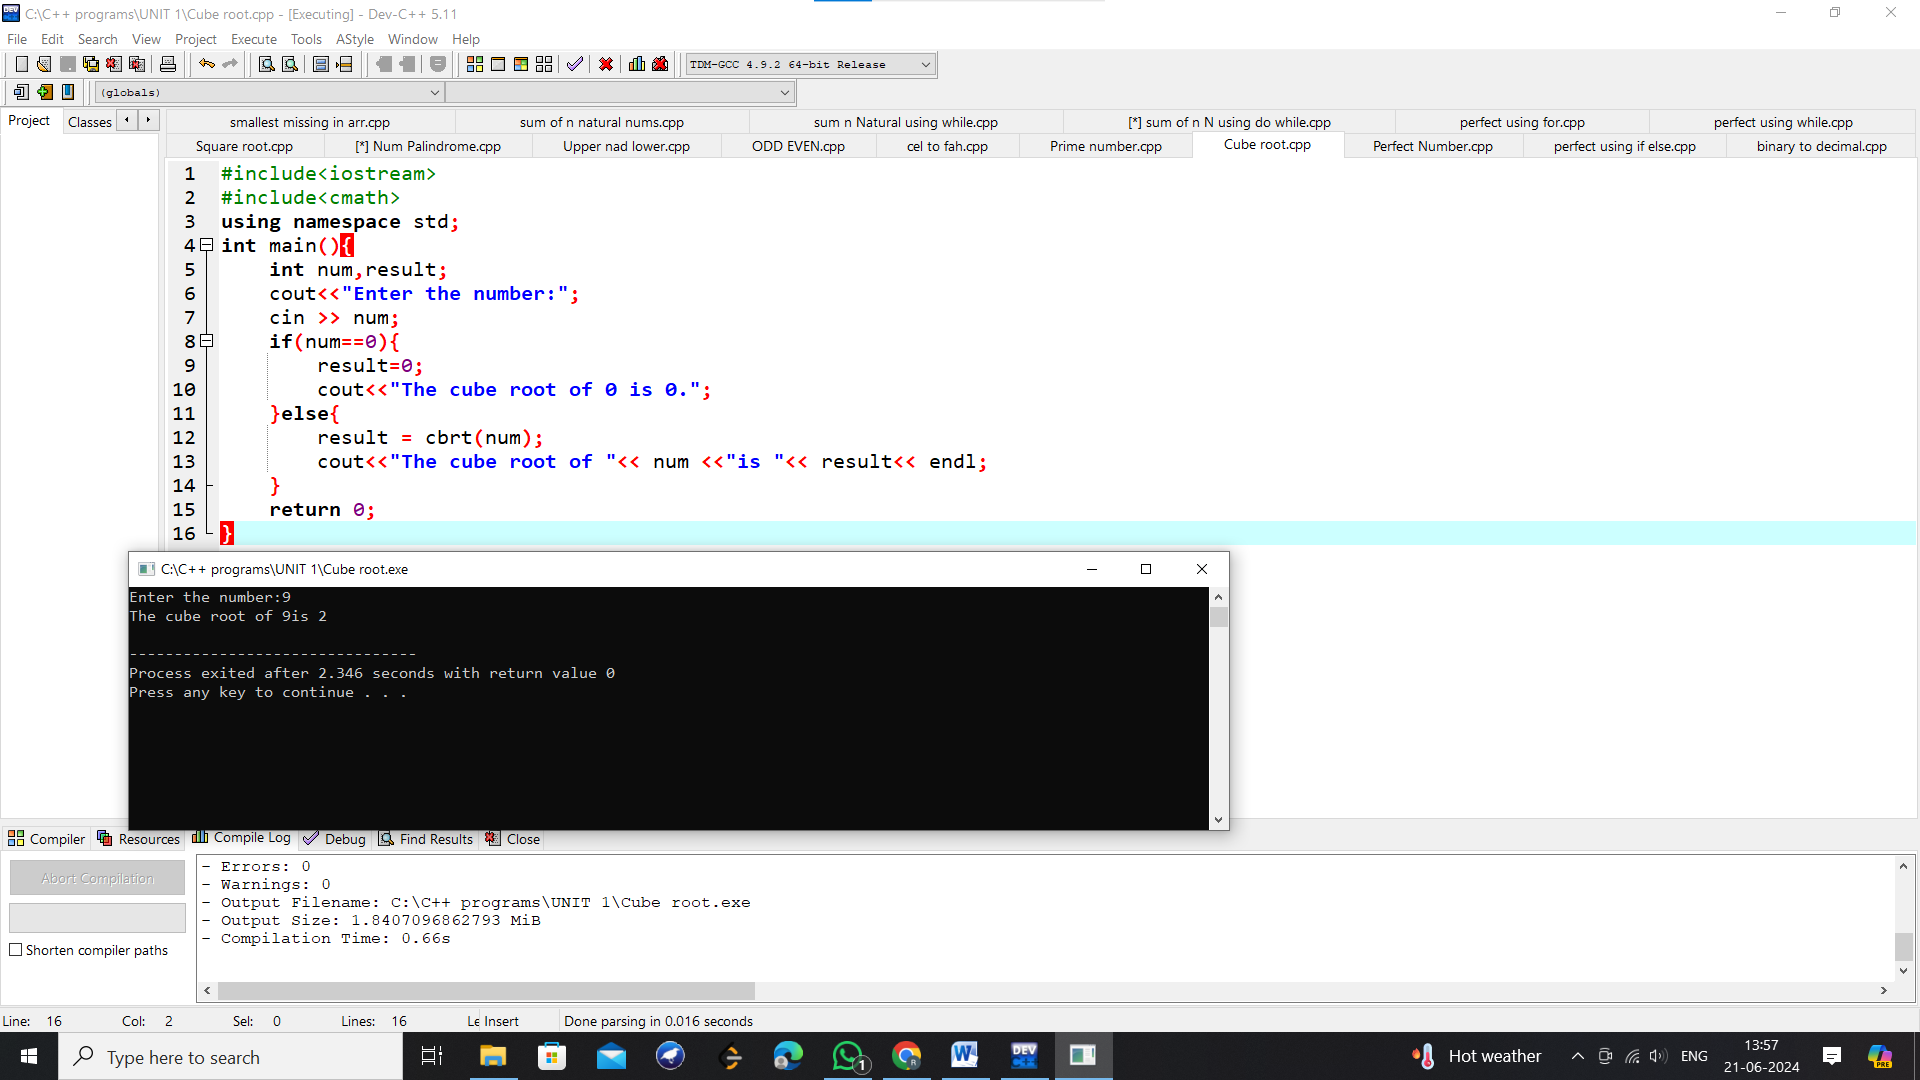 C:\C++ programs\UNIT 1\Cube root.cpp - [Executing] - Dev-C++ 5.11
File Edit Search View Project Execute Tools AStyle Window Help
TDM-GCC 4.9.2 64-bit Release
(globals)
Project Classes
smallest missing in arr.cpp sum of n natural nums.cpp sum n Natural using while.cpp [*] sum of n N using do while.cpp perfect using for.cpp perfect using while.cpp
Square root.cpp [*] Num Palindrome.cpp Upper nad lower.cpp ODD EVEN.cpp cel to fah.cpp Prime number.cpp Cube root.cpp Perfect Number.cpp perfect using if else.cpp binary to decimal.cpp
1 #include<iostream>
2 #include<cmath>
3 using namespace std;
4 int main(){
5 int num,result;
6 cout<<"Enter the number:";
7 cin >> num;
8 if(num==0){
9 result=0;
10 cout<<"The cube root of 0 is 0.";
11 }else{
12 result = cbrt(num);
13 cout<<"The cube root of "<< num <<"is "<< result<< endl;
14 }
15 return 0;
16 }
C:\C++ programs\UNIT 1\Cube root.exe
Enter the number:9
The cube root of 9is 2
--------------------------------
Process exited after 2.346 seconds with return value 0
Press any key to continue . . .
Compiler Resources Compile Log Debug Find Results Close
Abort Compilation
Shorten compiler paths
- Errors: 0
- Warnings: 0
- Output Filename: C:\C++ programs\UNIT 1\Cube root.exe
- Output Size: 1.8407096862793 MiB
- Compilation Time: 0.66s
Line: 16 Col: 2 Sel: 0 Lines: 16 Le Insert Done parsing in 0.016 seconds
Type here to search
DEV C++
1
Hot weather
ENG
13:57
21-06-2024
PRE